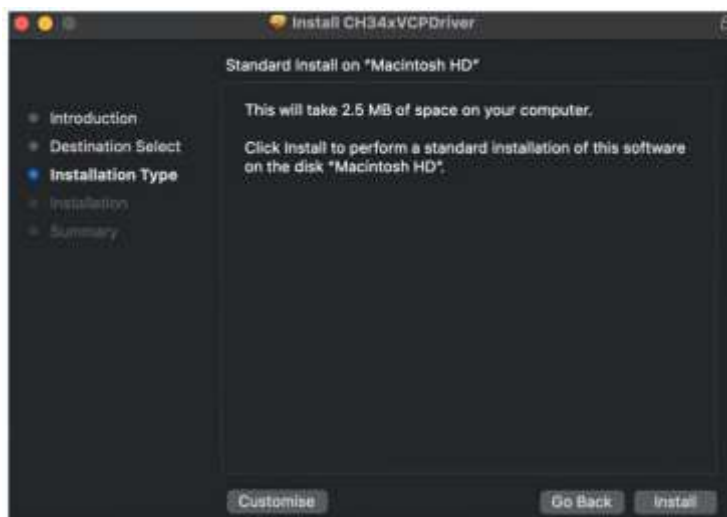 Install CH34xVCPDriver
Standard Install on "Macintosh HD"
Introduction
Destination Select
Installation Type
Installation
Summary
This will take 2.5 MB of space on your computer.
Click Install to perform a standard installation of this software
on the disk "Macintosh HD".
Customise
Go Back
Install